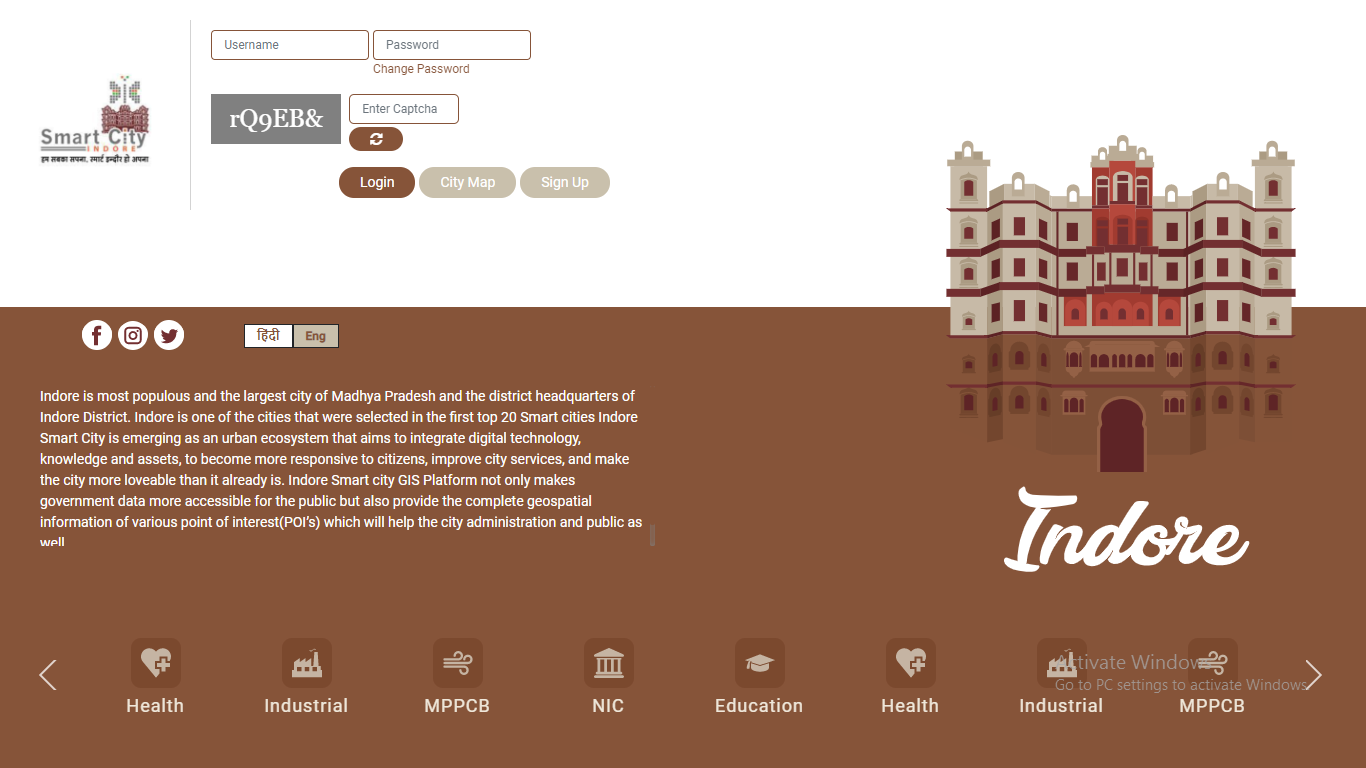 Username
Password
Change Password
rQ9EB&
Enter Captcha
Smart City
INDORE
हम सबका सपना, स्मार्ट इन्दौर हो अपना
Login
City Map
Sign Up
हिंदी
Eng
Indore is most populous and the largest city of Madhya Pradesh and the district headquarters of
Indore District. Indore is one of the cities that were selected in the first top 20 Smart cities Indore
Smart City is emerging as an urban ecosystem that aims to integrate digital technology,
knowledge and assets, to become more responsive to citizens, improve city services, and make
the city more loveable than it already is. Indore Smart city GIS Platform not only makes
government data more accessible for the public but also provide the complete geospatial
information of various point of interest(POI’s) which will help the city administration and public as
well
Indore
Activate Windows
Go to PC settings to activate Windows.
Health
Industrial
MPPCB
NIC
Education
Health
Industrial
MPPCB